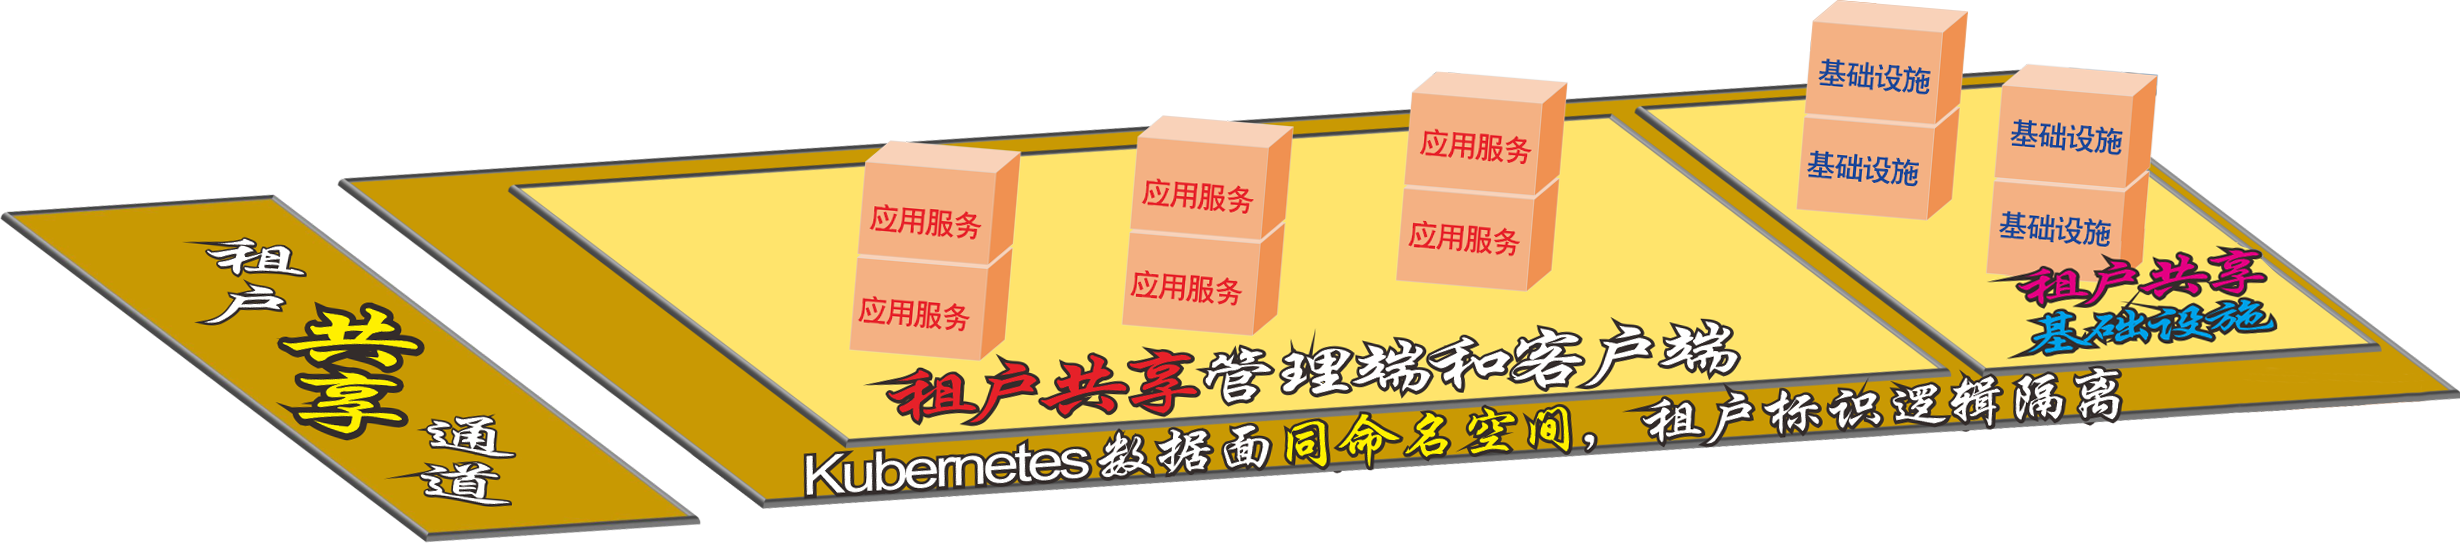 租户
共享
通道
应用服务
应用服务
应用服务
应用服务
应用服务
应用服务
租户共享管理端和客户端
基础设施
基础设施
基础设施
基础设施
租户共享
基础设施
Kubernetes数据面同命名空间，租户标识逻辑隔离